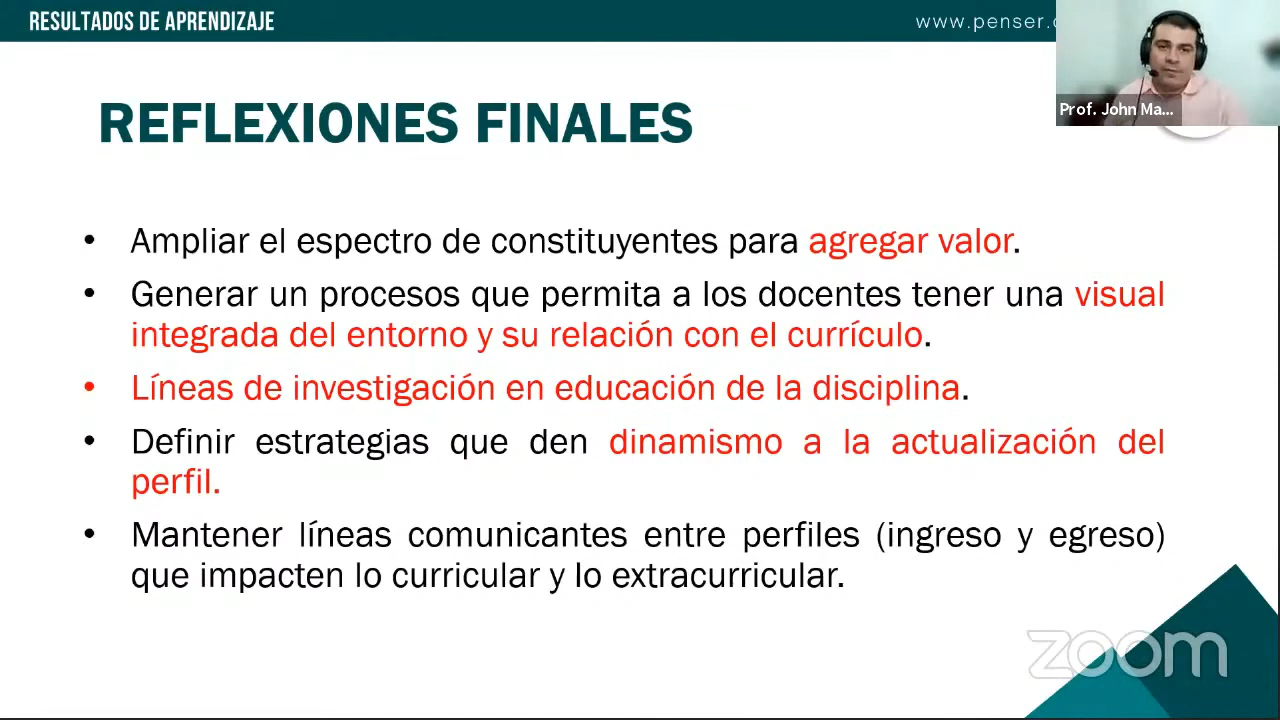 RESULTADOS DE APRENDIZAJE
www.penser.
Prof. John Ma...
REFLEXIONES FINALES
• Ampliar el espectro de constituyentes para agregar valor.
• Generar un procesos que permita a los docentes tener una visual
integrada del entorno y su relación con el currículo.
• Líneas de investigación en educación de la disciplina.
• Definir estrategias que den dinamismo a la actualización del
perfil.
• Mantener líneas comunicantes entre perfiles (ingreso y egreso)
que impacten lo curricular y lo extracurricular.
zoom